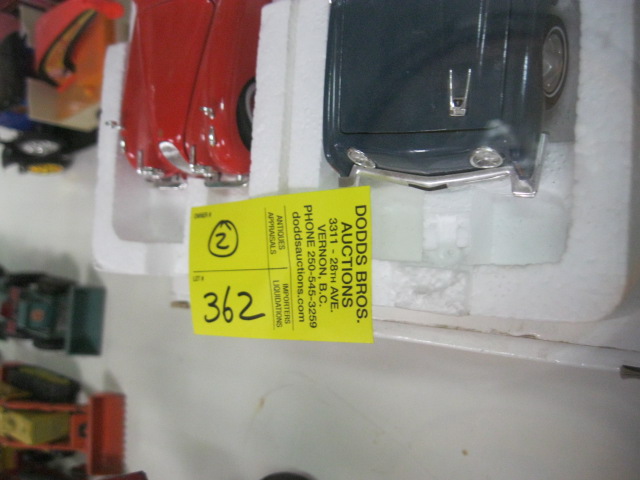 DODDS BROS.
AUCTIONS
3311 - 28TH AVE.
VERNON, B.C.
PHONE 250-545-3259
doddsauctions.com
ANTIQUES
APPRAISALS
IMPORTERS
LIQUIDATIONS
2
LOT #
362